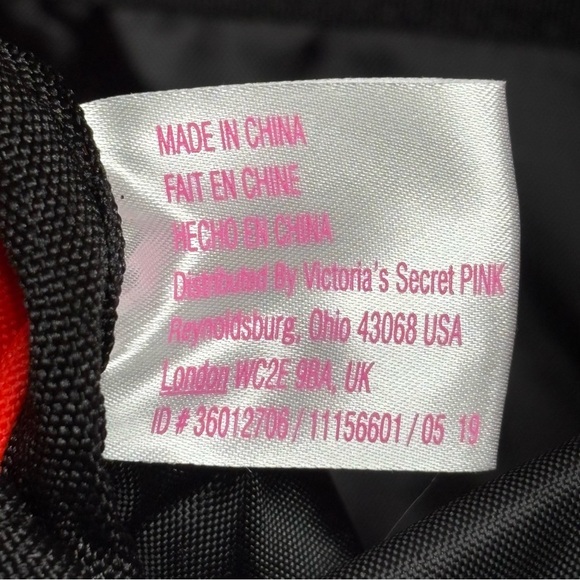 MADE IN CHINA
FAIT EN CHINE
HECHO EN CHINA
Distributed By Victoria's Secret PINK
Reynoldsburg, Ohio 43068 USA
London WC2E 9BA, UK
ID # 36012706 / 11156601 / 05 19